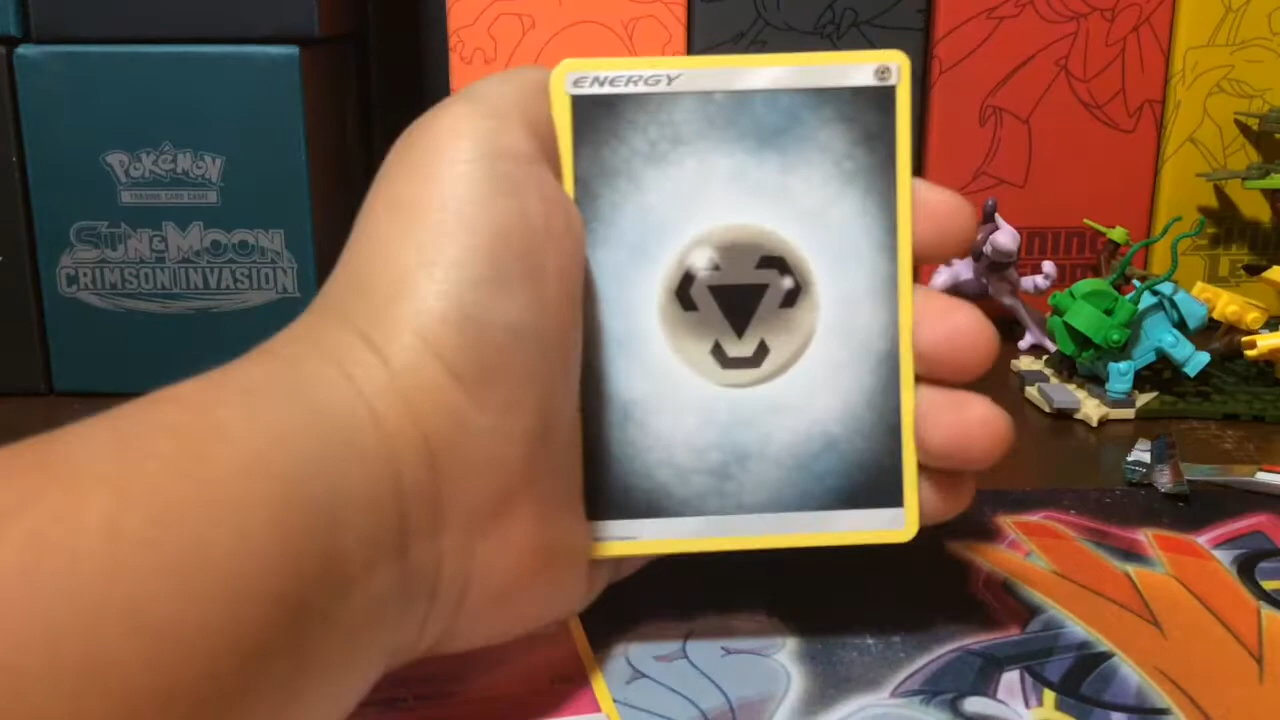 ENERGY
POKÉMON
TRADING CARD GAME
SUN & MOON
CRIMSON INVASION